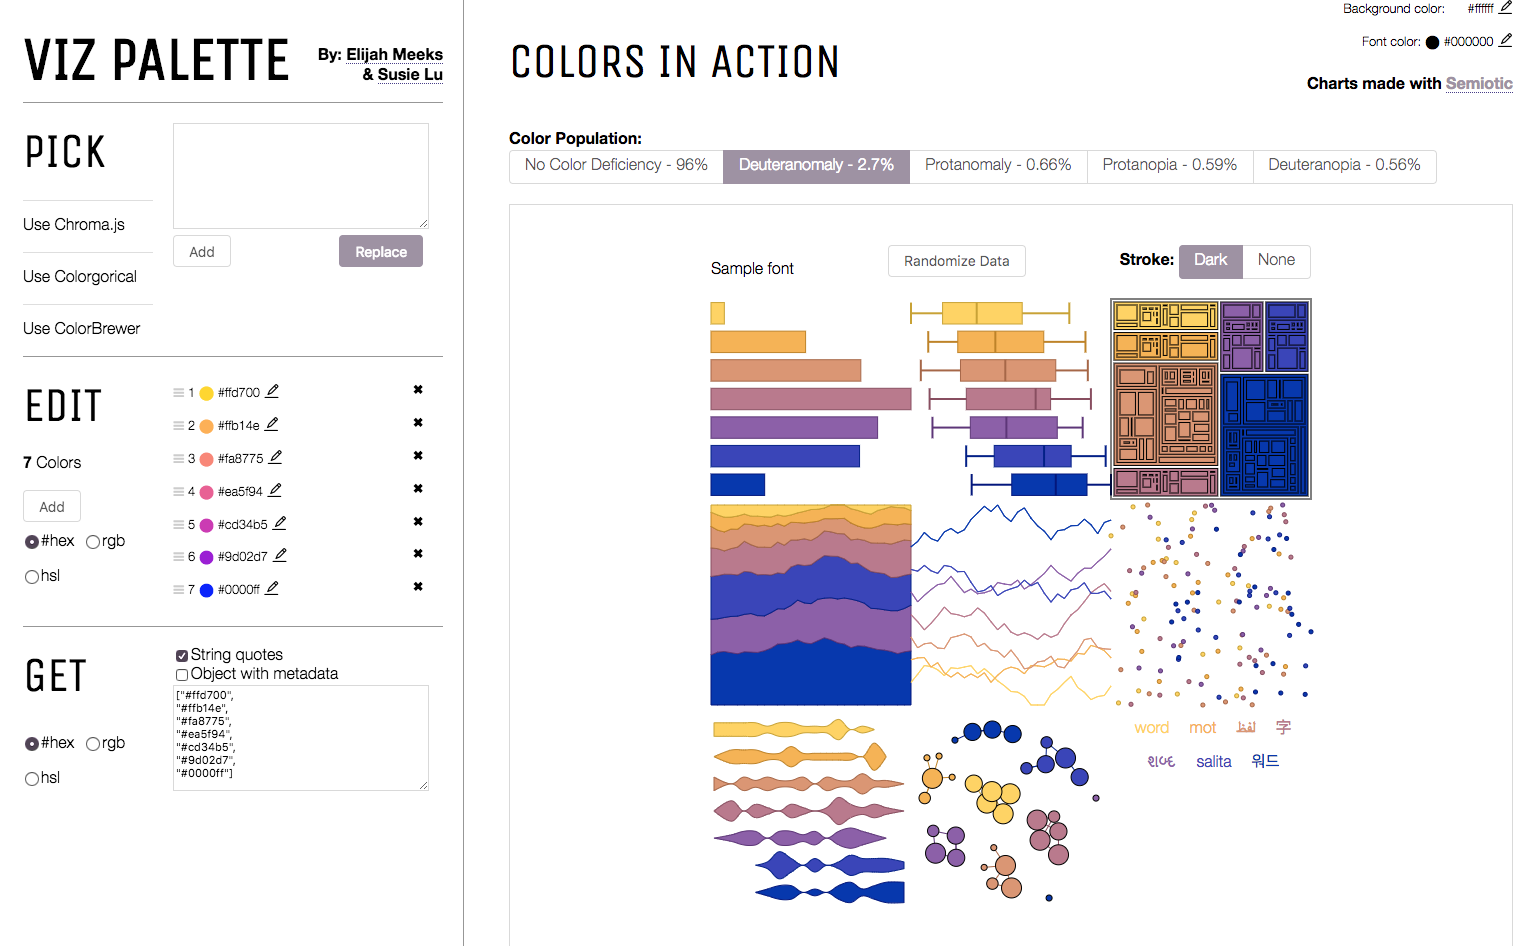 VIZ PALETTE
By: Elijah Meeks
& Susie Lu
PICK
Use Chroma.js
Use Colorgorical
Use ColorBrewer
Add
Replace
EDIT
7 Colors
Add
#hex
rgb
hsl
1 #ffd700
2 #ffb14e
3 #fa8775
4 #ea5f94
5 #cd34b5
6 #9d02d7
7 #0000ff
GET
#hex
rgb
hsl
String quotes
Object with metadata
["#ffd700",
"#ffb14e",
"#fa8775",
"#ea5f94",
"#cd34b5",
"#9d02d7",
"#0000ff"]
COLORS IN ACTION
Background color: #ffffff
Font color: #000000
Charts made with Semiotic
Color Population:
No Color Deficiency - 96%
Deuteranomaly - 2.7%
Protanomaly - 0.66%
Protanopia - 0.59%
Deuteranopia - 0.56%
Sample font
Randomize Data
Stroke: Dark None
word mot لفظ 字
salita 워드